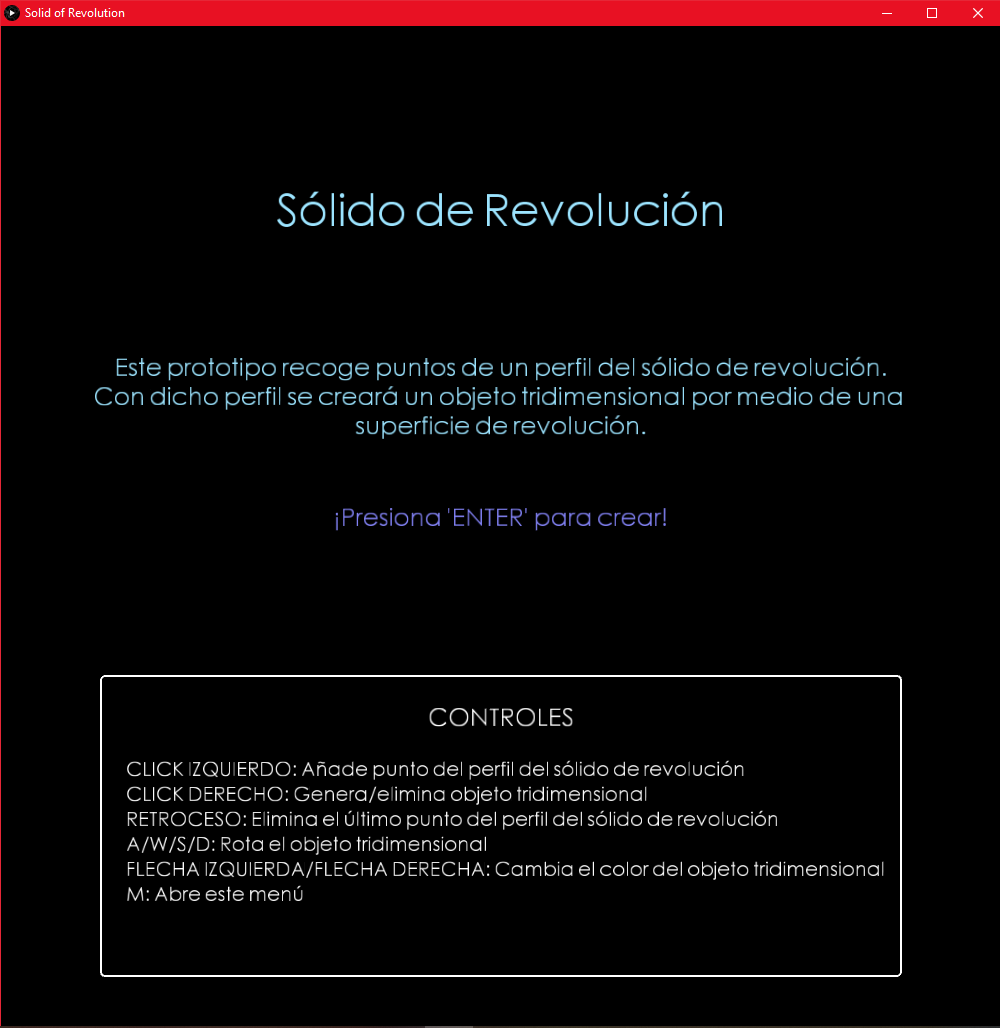 Solid of Revolution
Sólido de Revolución
Este prototipo recoge puntos de un perfil del sólido de revolución.
Con dicho perfil se creará un objeto tridimensional por medio de una
superficie de revolución.
¡Presiona 'ENTER' para crear!
CONTROLES
CLICK IZQUIERDO: Añade punto del perfil del sólido de revolución
CLICK DERECHO: Genera/elimina objeto tridimensional
RETROCESO: Elimina el último punto del perfil del sólido de revolución
A/W/S/D: Rota el objeto tridimensional
FLECHA IZQUIERDA/FLECHA DERECHA: Cambia el color del objeto tridimensional
M: Abre este menú